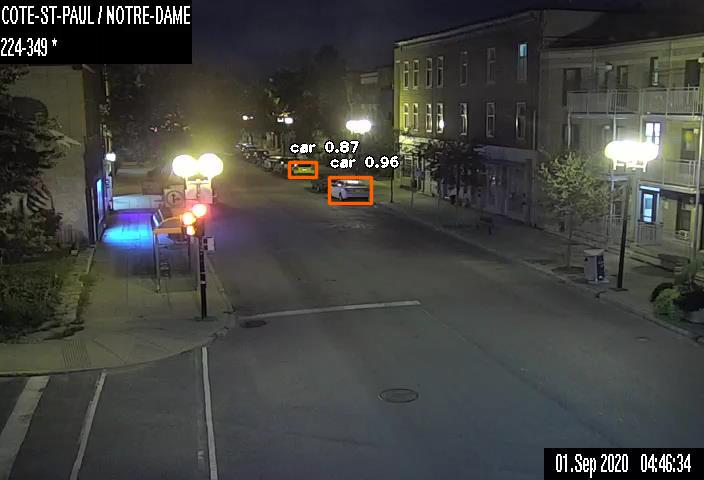 COTE-ST-PAUL / NOTRE-DAME
224-349 *
car 0.87
car 0.96
01.Sep 2020 04:46:34